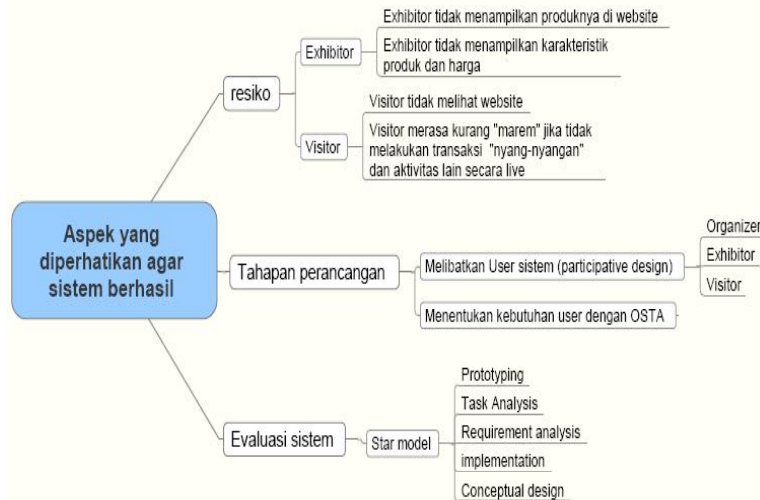 Aspek yang
diperhatikan agar
sistem berhasil
resiko
Exhibitor
Exhibitor tidak menampilkan produknya di website
Exhibitor tidak menampilkan karakteristik
produk dan harga
Visitor
Visitor tidak melihat website
Visitor merasa kurang "marem" jika tidak
melakukan transaksi "nyang-nyangan"
dan aktivitas lain secara live
Tahapan perancangan
Melibatkan User sistem (participative design)
Organizer
Exhibitor
Visitor
Menentukan kebutuhan user dengan OSTA
Evaluasi sistem
Star model
Prototyping
Task Analysis
Requirement analysis
implementation
Conceptual design